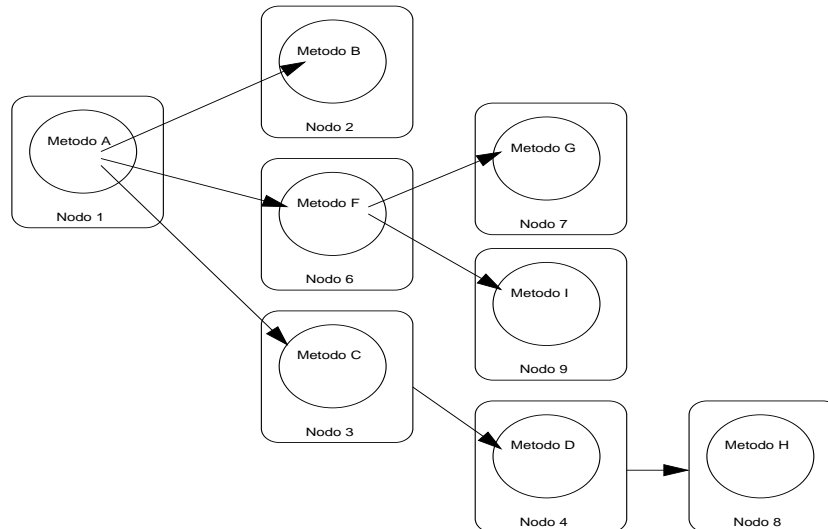 Metodo A
Nodo 1
Metodo B
Nodo 2
Metodo F
Nodo 6
Metodo C
Nodo 3
Metodo G
Nodo 7
Metodo I
Nodo 9
Metodo D
Nodo 4
Metodo H
Nodo 8